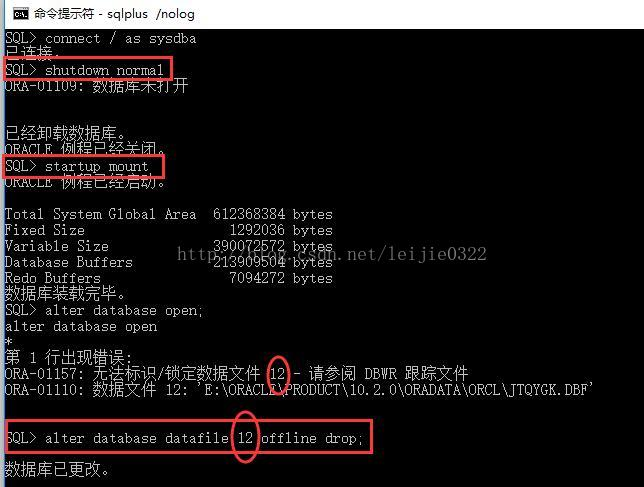 命令提示符 - sqlplus /nolog
SQL> connect / as sysdba
已连接。
SQL> shutdown normal
ORA-01109: 数据库未打开
已经卸载数据库。
ORACLE 例程已经关闭。
SQL> startup mount
ORACLE 例程已经启动。
Total System Global Area 612368384 bytes
Fixed Size 1292036 bytes
Variable Size 390072572 bytes
Database Buffers 213909504 bytes
Redo Buffers 7094272 bytes
数据库装载完毕。
SQL> alter database open;
alter database open
*
第 1 行出现错误:
ORA-01157: 无法标识/锁定数据文件 12 - 请参阅 DBWR 跟踪文件
ORA-01110: 数据文件 12: 'E:\ORACLE\PRODUCT\10.2.0\ORADATA\ORCL\JTQYGK.DBF'
SQL> alter database datafile 12 offline drop;
数据库已更改。
http://blog.csdn.net/leijie0322